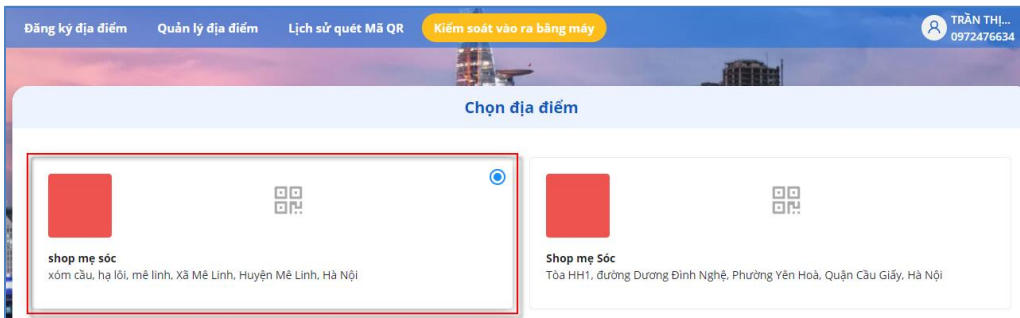 Đăng ký địa điểm Quản lý địa điểm Lịch sử quét Mã QR Kiểm soát vào ra bằng máy TRẦN THỊ...
0972476634
Chọn địa điểm
shop mẹ sóc
xóm cầu, hạ lôi, mê linh, Xã Mê Linh, Huyện Mê Linh, Hà Nội
Shop mẹ Sóc
Tòa HH1, đường Dương Đình Nghệ, Phường Yên Hoà, Quận Cầu Giấy, Hà Nội